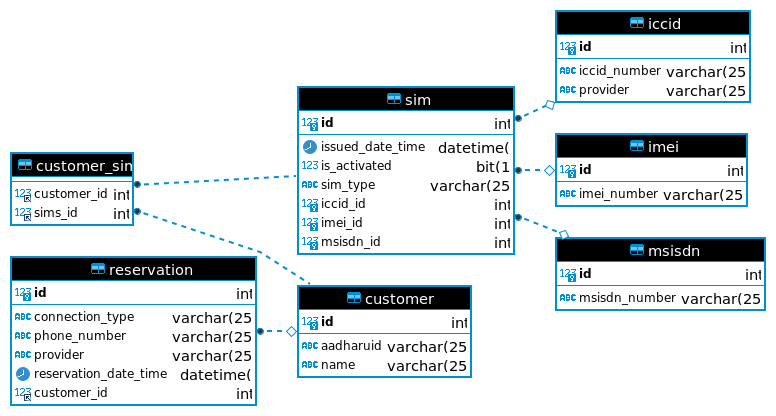 iccid
id int
iccid_number varchar(25
provider varchar(25
sim
id int
issued_date_time datetime(
is_activated bit(1
sim_type varchar(25
iccid_id int
imei_id int
msisdn_id int
imei
id int
imei_number varchar(25
customer_sim
customer_id int
sims_id int
msisdn
id int
msisdn_number varchar(25
reservation
id int
connection_type varchar(25
phone_number varchar(25
provider varchar(25
reservation_date_time datetime(
customer_id int
customer
id int
aadharuid varchar(25
name varchar(25